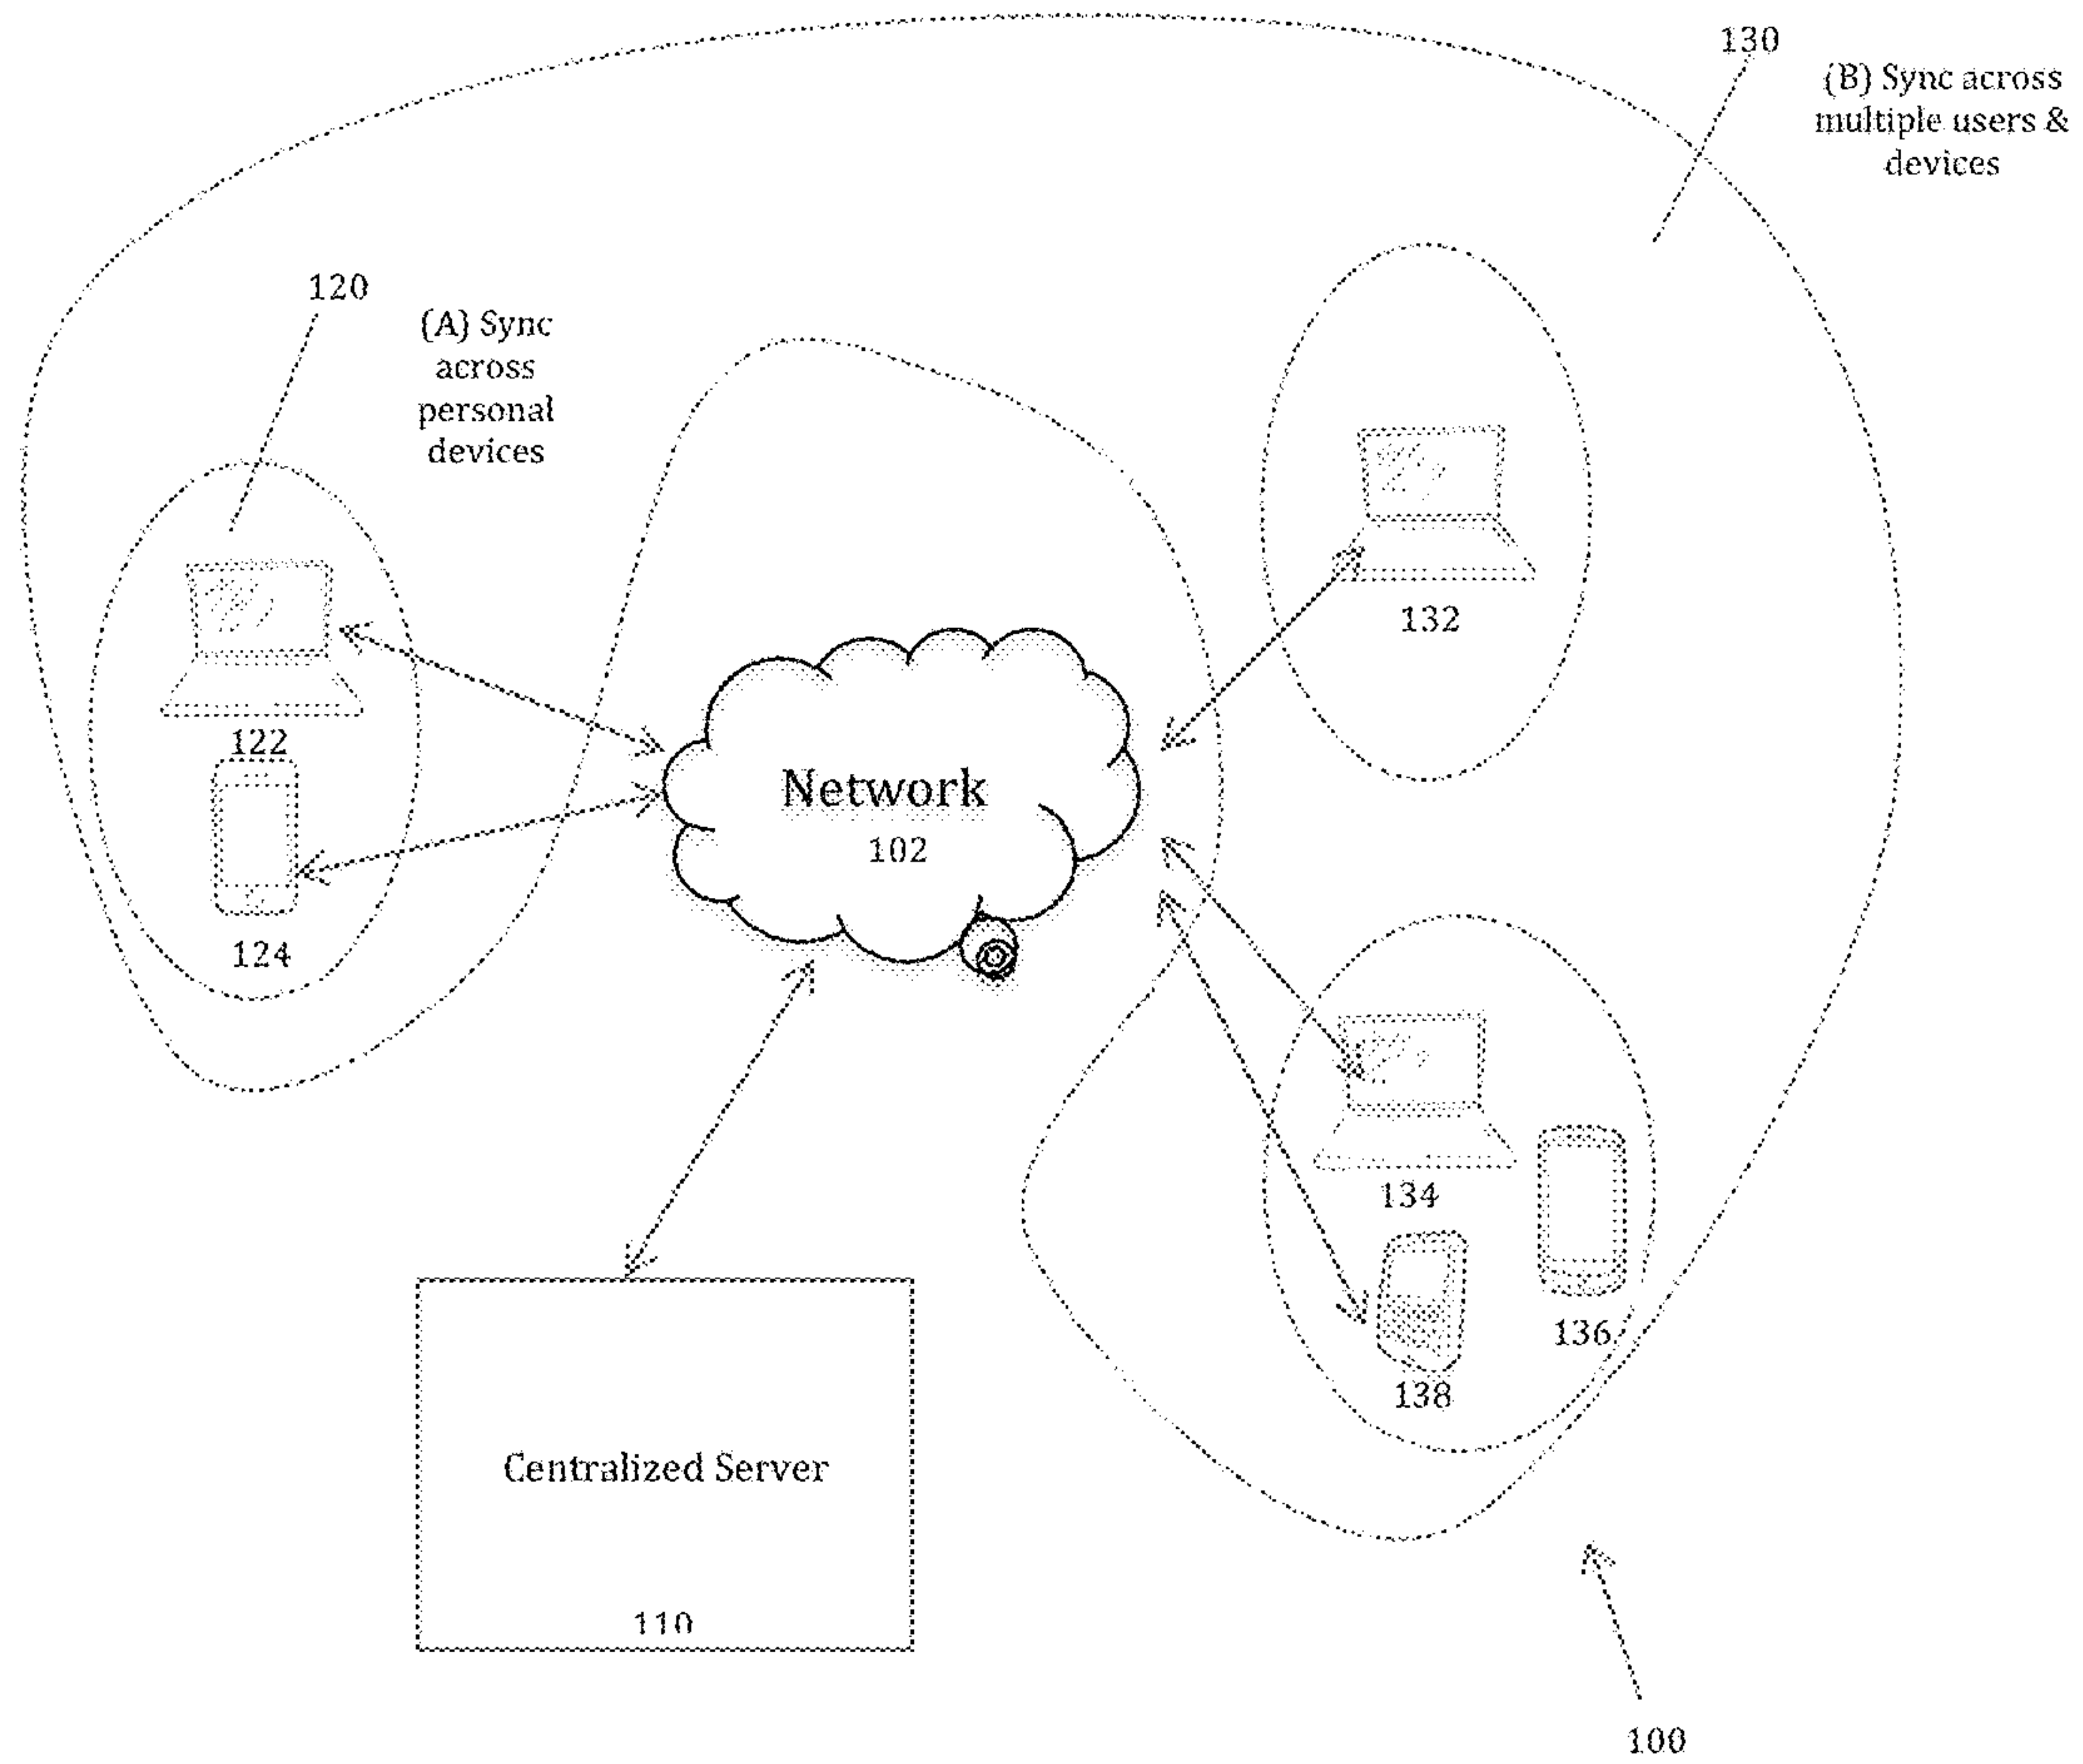 130
(B) Sync across
multiple users &
devices
120
(A) Sync
across
personal
devices
132
122
Network
102
124
134
136
138
Centralized Server
110
100